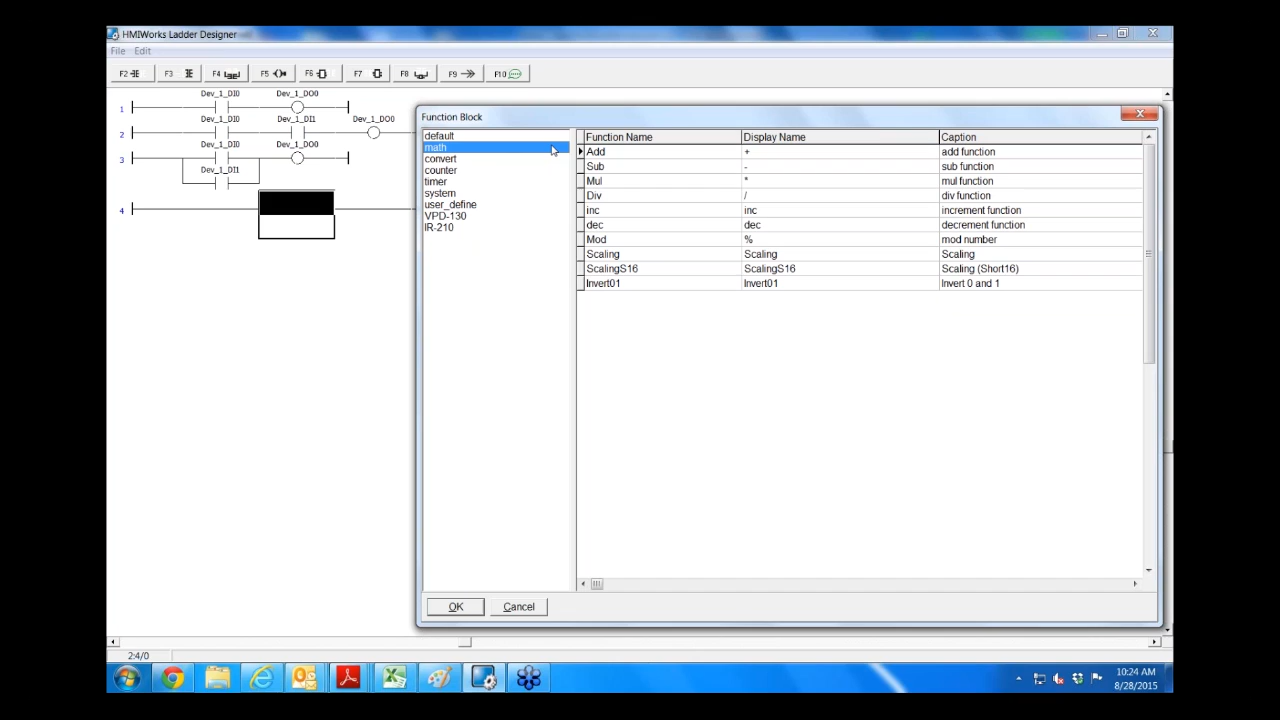 HMIWorks Ladder Designer
File Edit
F2 F3 F4 F5 F6 F7 F8 F9 F10
Dev_1_DI0 Dev_1_DO0
1
Dev_1_DI0 Dev_1_DI1 Dev_1_DO0
2
Dev_1_DI0 Dev_1_DO0
3
Dev_1_DI1
4
Function Block
default
math
convert
counter
timer
system
user_define
VPD-130
IR-210
Function Name Display Name Caption
Add + add function
Sub - sub function
Mul * mul function
Div / div function
inc inc increment function
dec dec decrement function
Mod % mod number
Scaling Scaling Scaling
ScalingS16 ScalingS16 Scaling (Short16)
Invert01 Invert01 Invert 0 and 1
OK Cancel
2:4/0
10:24 AM
8/28/2015